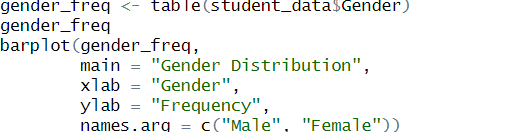 gender_freq <- table(student_data$Gender)
gender_freq
barplot(gender_freq,
        main = "Gender Distribution",
        xlab = "Gender",
        ylab = "Frequency",
        names.arg = c("Male", "Female"))